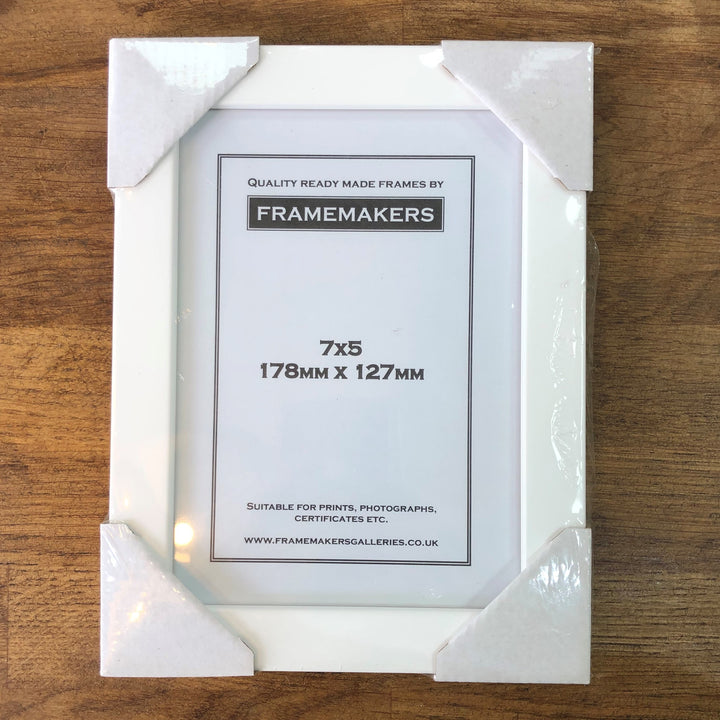 Quality ready made frames by
FRAMEMAKERS
7x5
178mm x 127mm
Suitable for prints, photographs,
certificates etc.
www.framemakersgalleries.co.uk